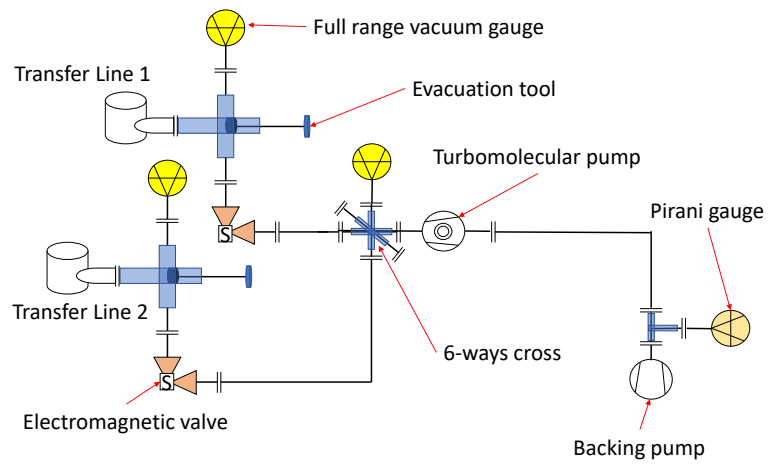 Full range vacuum gauge
Transfer Line 1
Evacuation tool
Turbomolecular pump
Pirani gauge
S
Transfer Line 2
6-ways cross
S
Electromagnetic valve
Backing pump